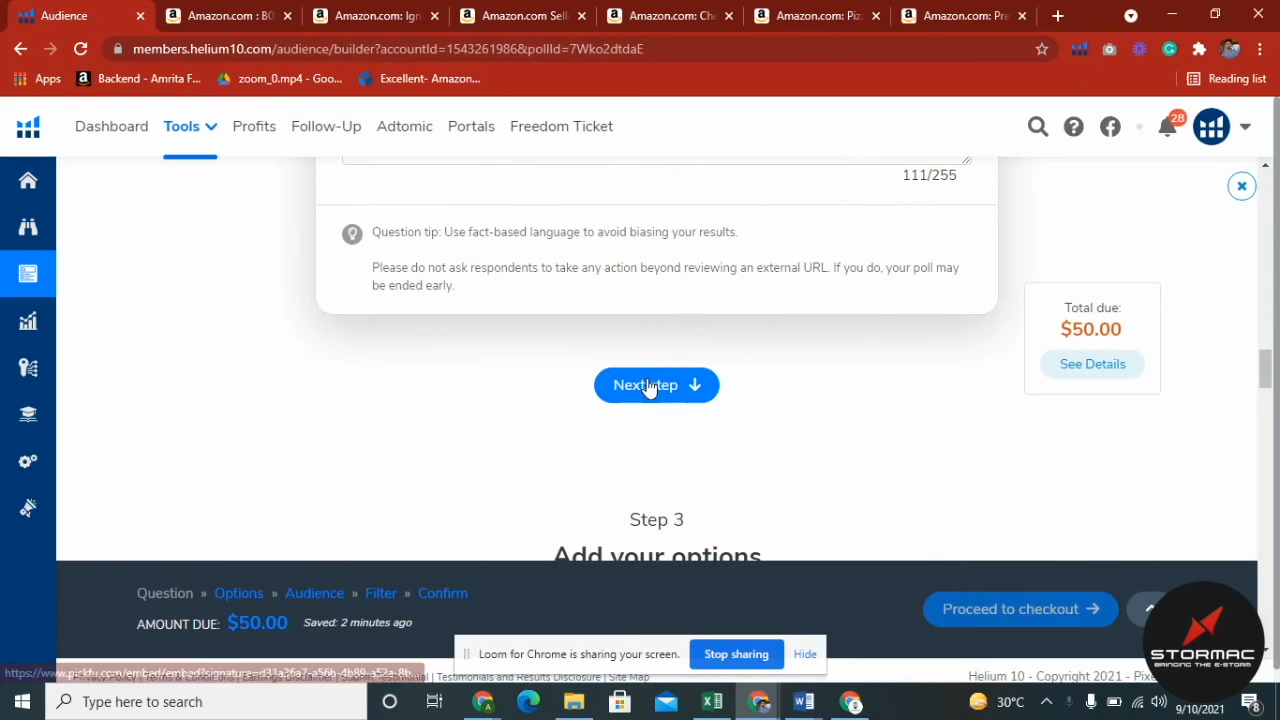 Audience
Amazon.com : B0
Amazon.com: Ign
Amazon.com Sell
Amazon.com: Ch
Amazon.com: Piz
Amazon.com: Pre
members.helium10.com/audience/builder?accountId=1543261986&pollId=7Wko2dtdaE
Apps
Backend - Amrita F...
zoom_0.mp4 - Goo...
Excellent- Amazon...
Reading list
Dashboard
Tools
Profits
Follow-Up
Adtomic
Portals
Freedom Ticket
28
111/255
Question tip: Use fact-based language to avoid biasing your results.
Please do not ask respondents to take any action beyond reviewing an external URL. If you do, your poll may
be ended early.
Total due:
$50.00
See Details
Next step
Step 3
Add your options
Question » Options » Audience » Filter » Confirm
AMOUNT DUE: $50.00 Saved: 2 minutes ago
Proceed to checkout
Loom for Chrome is sharing your screen.
Stop sharing
Hide
| Testimonials and Results Disclosure | Site Map
Helium 10 - Copyright 2021 - Pix
STORMAC
BRINGING THE E-STORM
Type here to search
30°C
9/10/2021
8